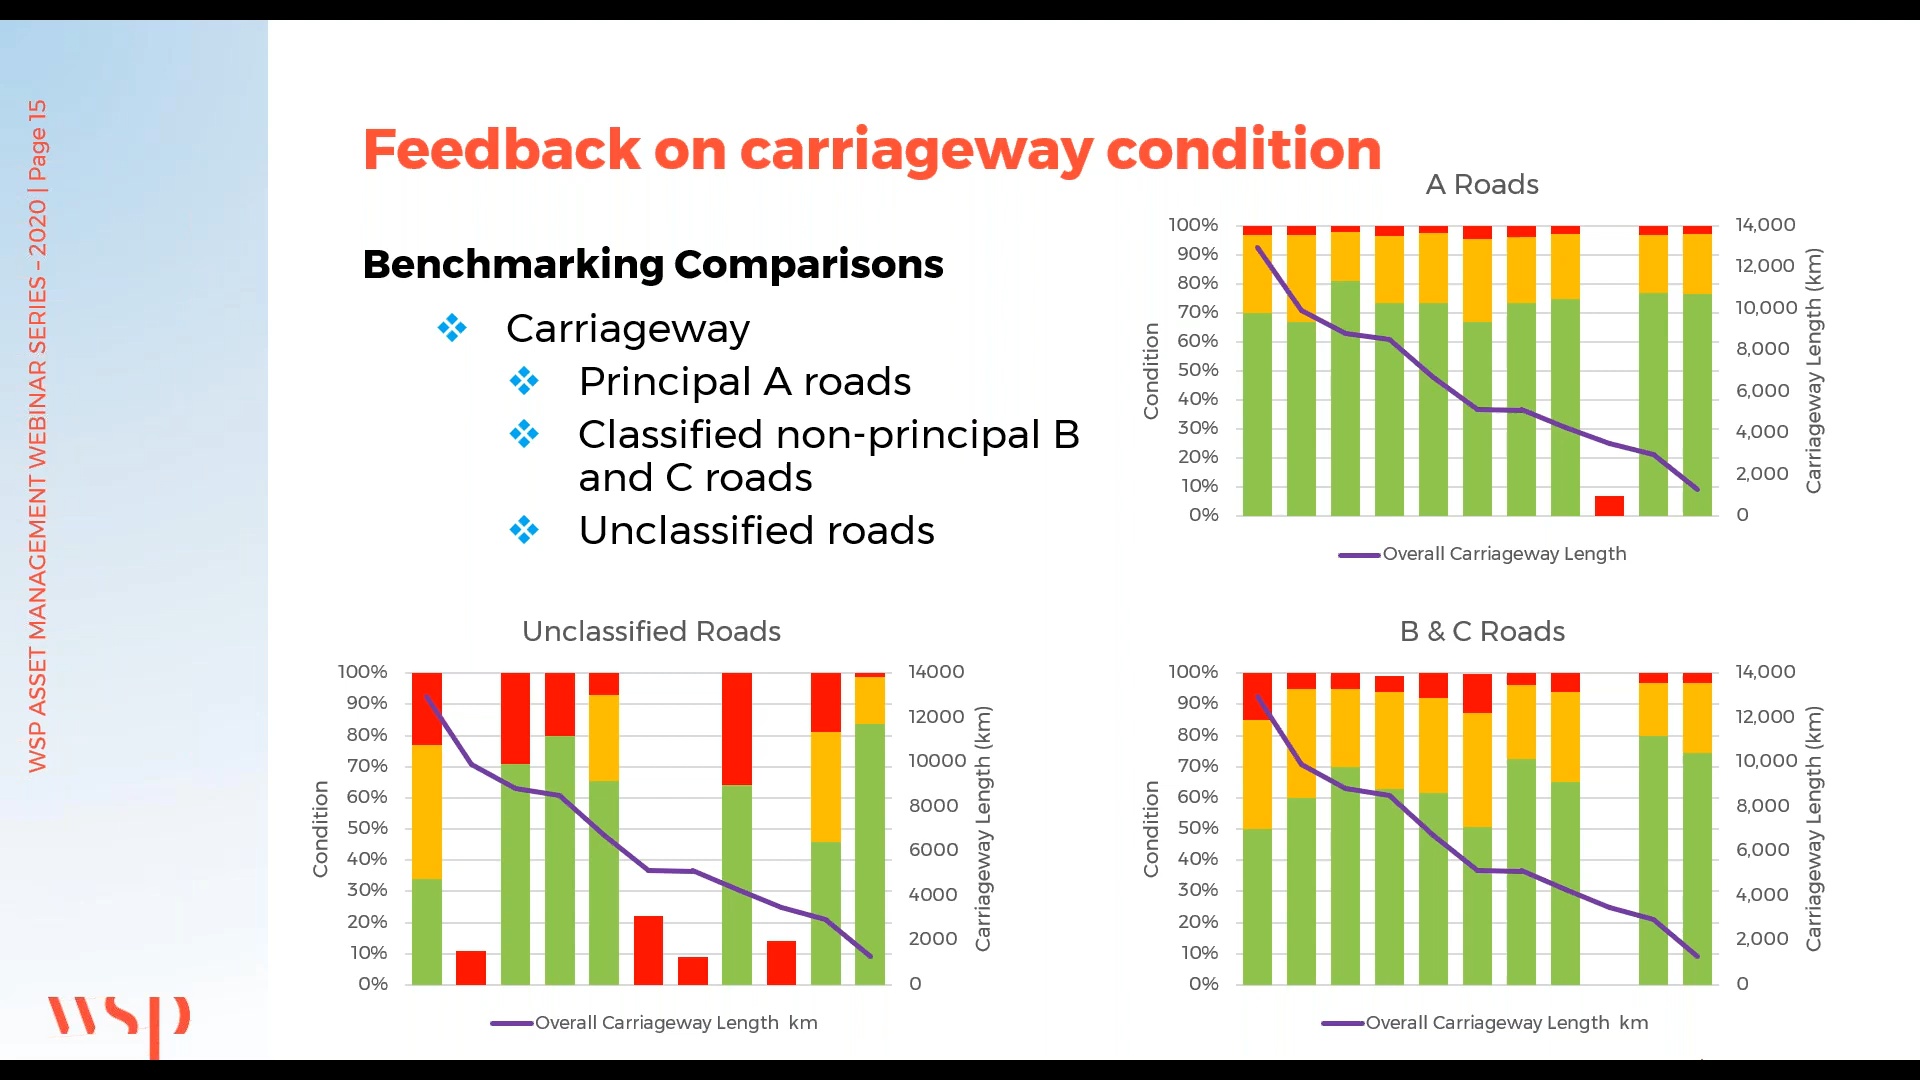 WSP ASSET MANAGEMENT WEBINAR SERIES – 2020 | Page 15
wsp
Feedback on carriageway condition
Benchmarking Comparisons
Carriageway
Principal A roads
Classified non-principal B
and C roads
Unclassified roads
A Roads
100%
90%
80%
70%
60%
50%
40%
30%
20%
10%
0%
Condition
14,000
12,000
10,000
8,000
6,000
4,000
2,000
0
Carriageway Length (km)
Overall Carriageway Length
Unclassified Roads
100%
90%
80%
70%
60%
50%
40%
30%
20%
10%
0%
Condition
14000
12000
10000
8000
6000
4000
2000
0
Carriageway Length (km)
Overall Carriageway Length km
B & C Roads
100%
90%
80%
70%
60%
50%
40%
30%
20%
10%
0%
Condition
14,000
12,000
10,000
8,000
6,000
4,000
2,000
0
Carriageway Length (km)
Overall Carriageway Length km